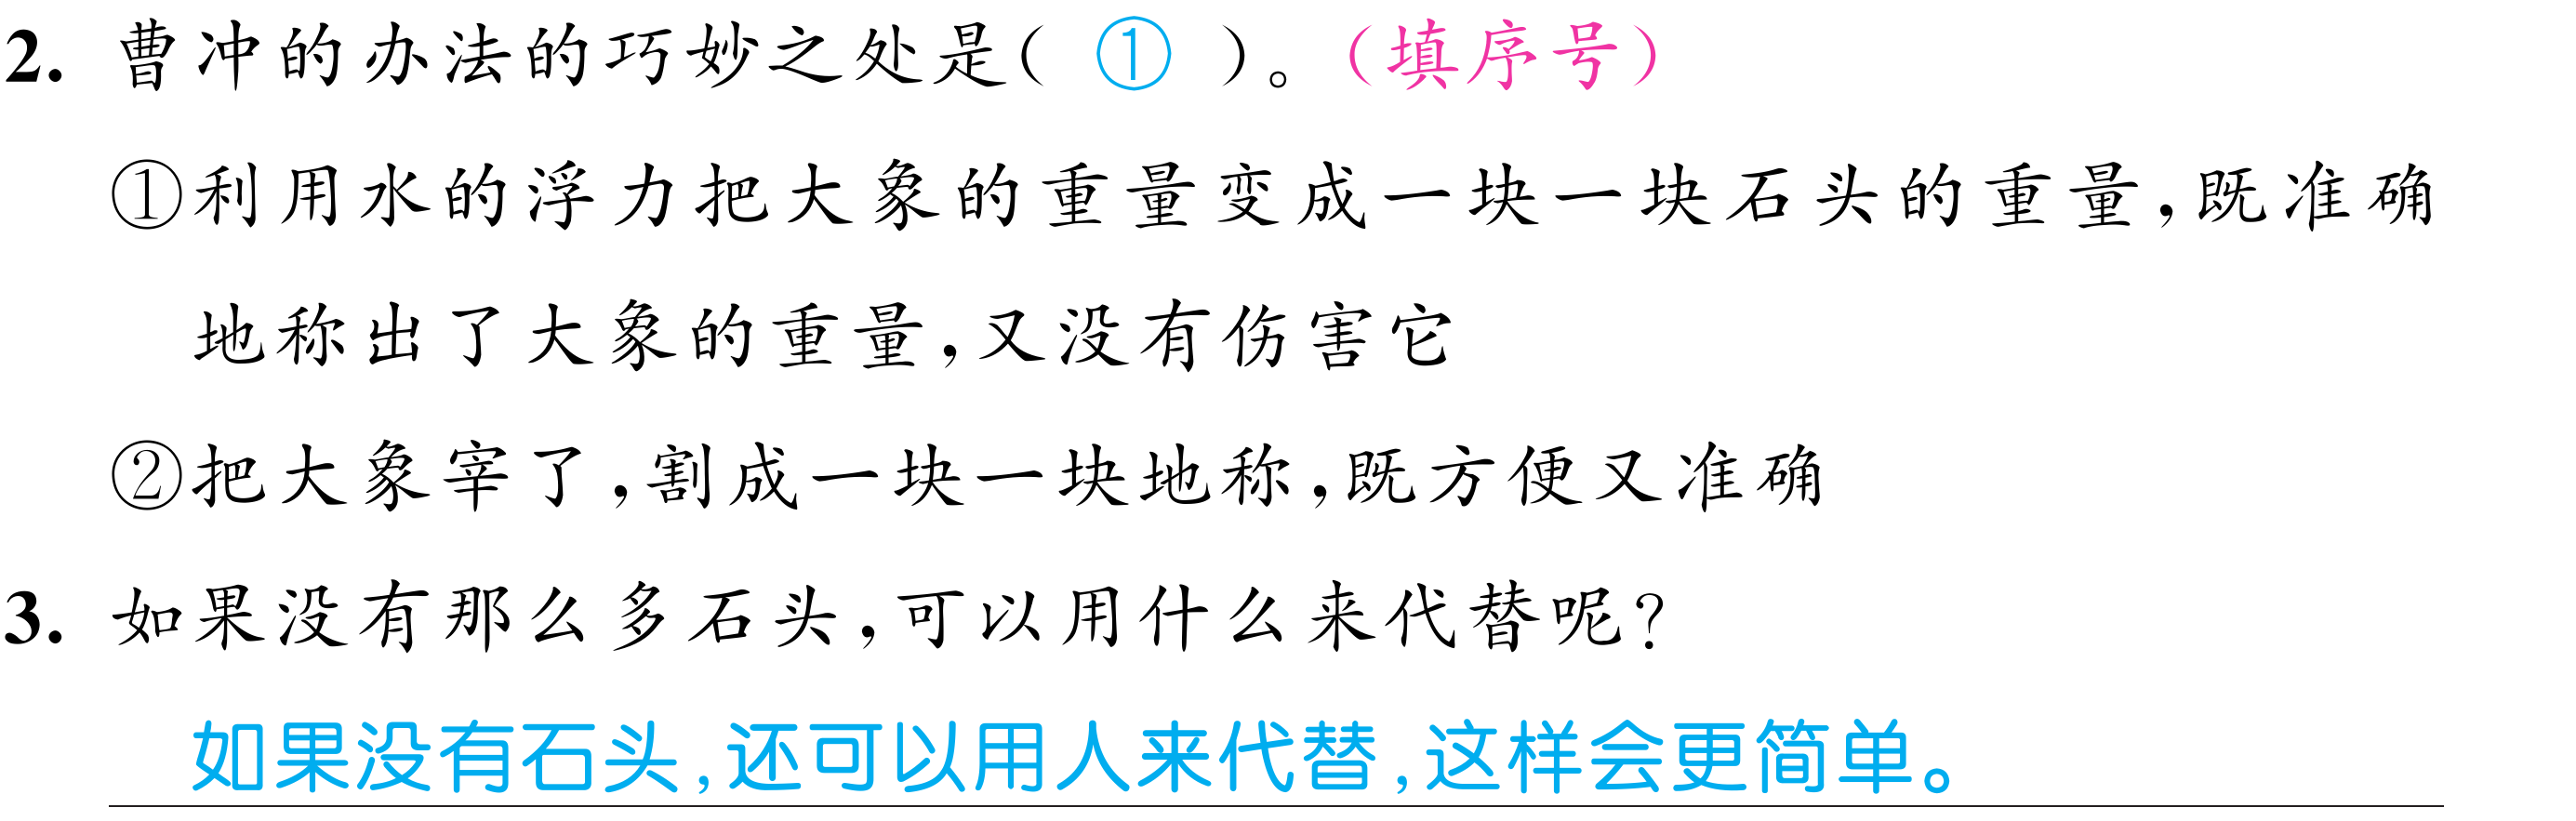 2. 曹冲的办法的巧妙之处是( ① )。(填序号)
①利用水的浮力把大象的重量变成一块一块石头的重量,既准确
地称出了大象的重量,又没有伤害它
②把大象宰了,割成一块一块地称,既方便又准确
3. 如果没有那么多石头,可以用什么来代替呢?
如果没有石头,还可以用人来代替,这样会更简单。